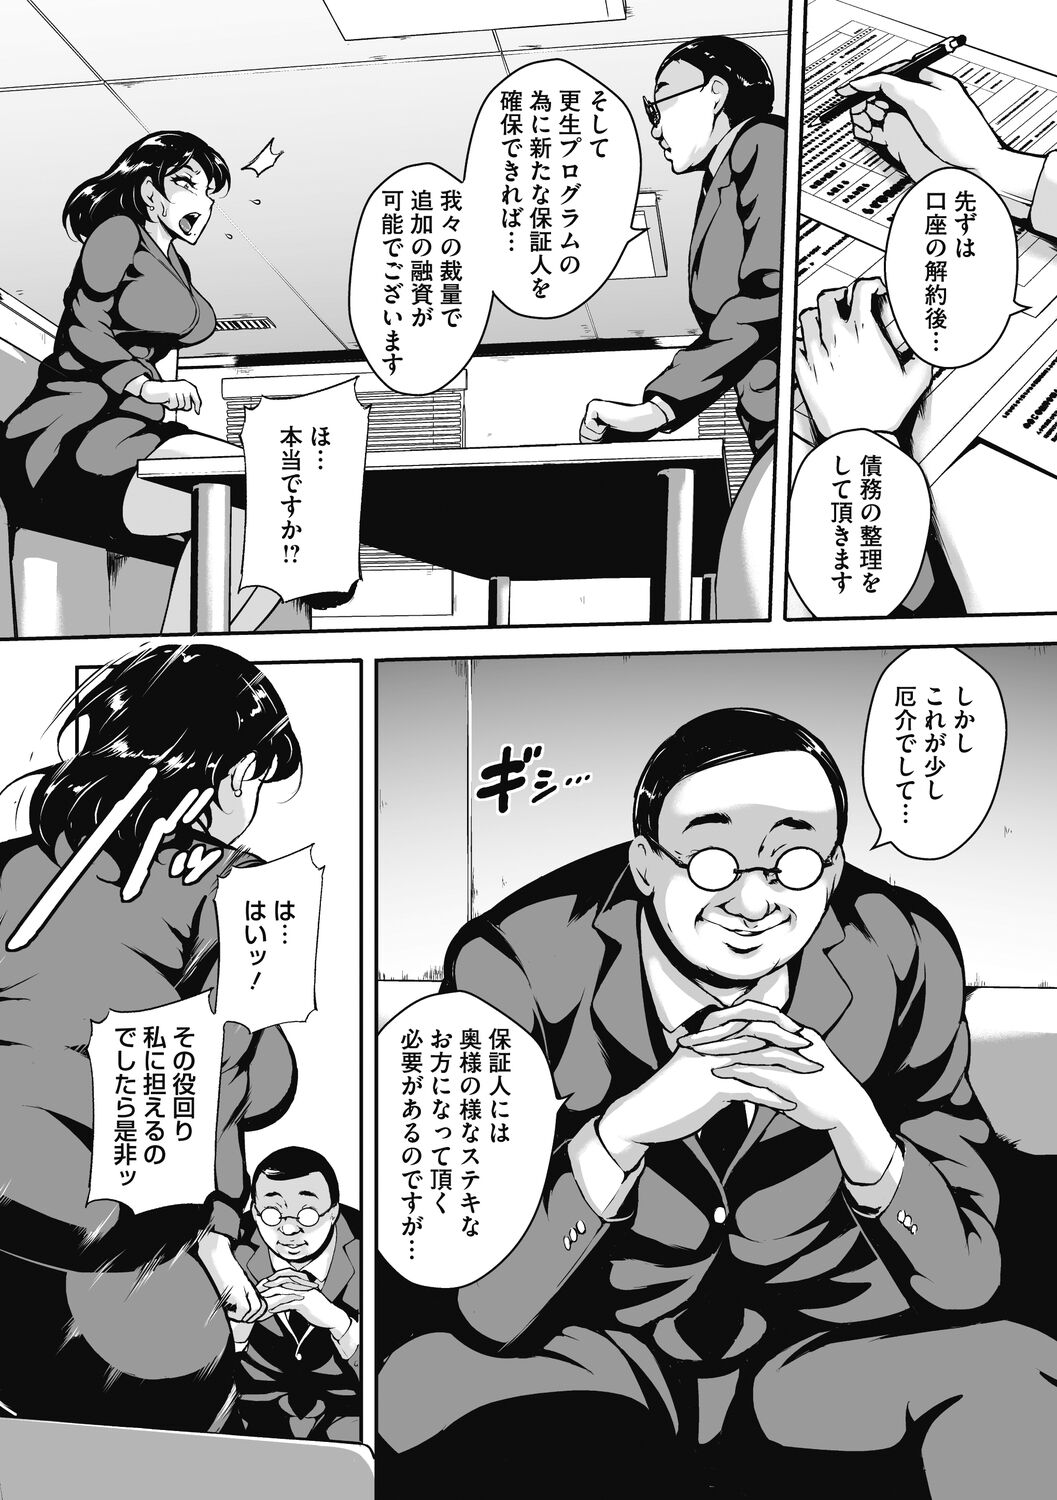 先ずは
口座の解約後…
債務の整理を
して頂きます
そして
更生プログラムの
為に新たな保証人を
確保できれば…
我々の裁量で
追加の融資が
可能でございます
ほ…
本当ですか!?
しかし
これが少し
厄介でして…
ギシ…
保証人には
奥様の様なステキな
お方になって頂く
必要があるのですが…
は…
はいッ!
その役回り
私に担えるの
でしたら是非ッ